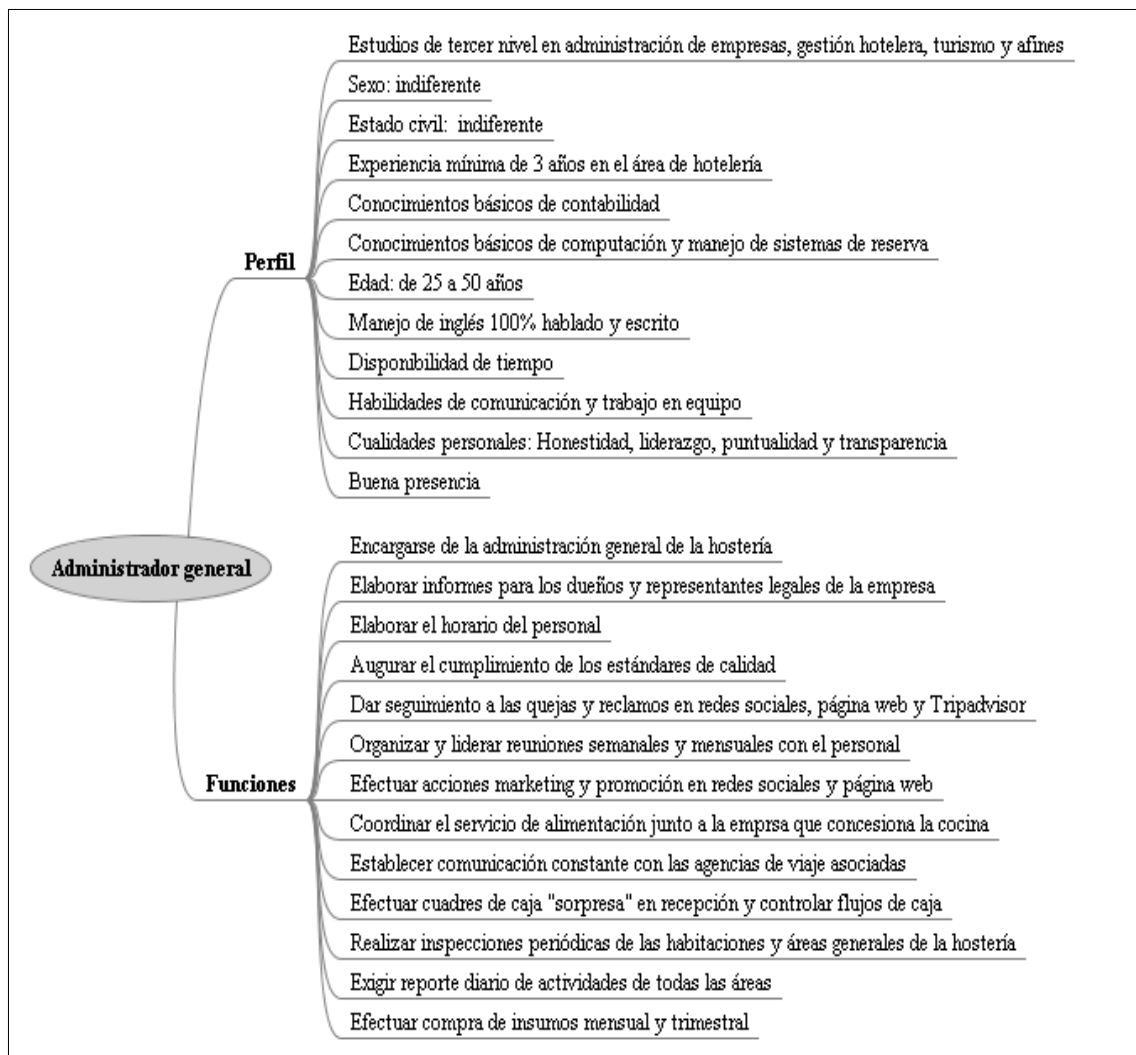 Estudios de tercer nivel en administración de empresas, gestión hotelera, turismo y afines
Sexo: indiferente
Estado civil:  indiferente
Experiencia mínima de 3 años en el área de hotelería
Conocimientos básicos de contabilidad
Conocimientos básicos de computación y manejo de sistemas de reserva
Perfil
Edad: de 25 a 50 años
Manejo de inglés 100% hablado y escrito
Disponibilidad de tiempo
Habilidades de comunicación y trabajo en equipo
Cualidades personales: Honestidad, liderazgo, puntualidad y transparencia
Buena presencia
Administrador general
Encargarse de la administración general de la hostería
Elaborar informes para los dueños y representantes legales de la empresa
Elaborar el horario del personal
Augurar el cumplimiento de los estándares de calidad
Dar seguimiento a las quejas y reclamos en redes sociales, página web y Tripadvisor
Organizar y liderar reuniones semanales y mensuales con el personal
Funciones
Efectuar acciones marketing y promoción en redes sociales y página web
Coordinar el servicio de alimentación junto a la emprsa que concesiona la cocina
Establecer comunicación constante con las agencias de viaje asociadas
Efectuar cuadres de caja "sorpresa" en recepción y controlar flujos de caja
Realizar inspecciones periódicas de las habitaciones y áreas generales de la hostería
Exigir reporte diario de actividades de todas las áreas
Efectuar compra de insumos mensual y trimestral